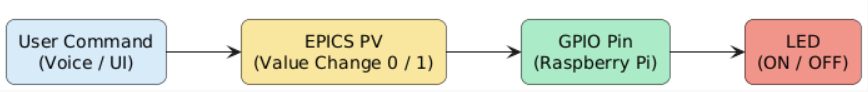 User Command
(Voice / UI)
EPICS PV
(Value Change 0 / 1)
GPIO Pin
(Raspberry Pi)
LED
(ON / OFF)